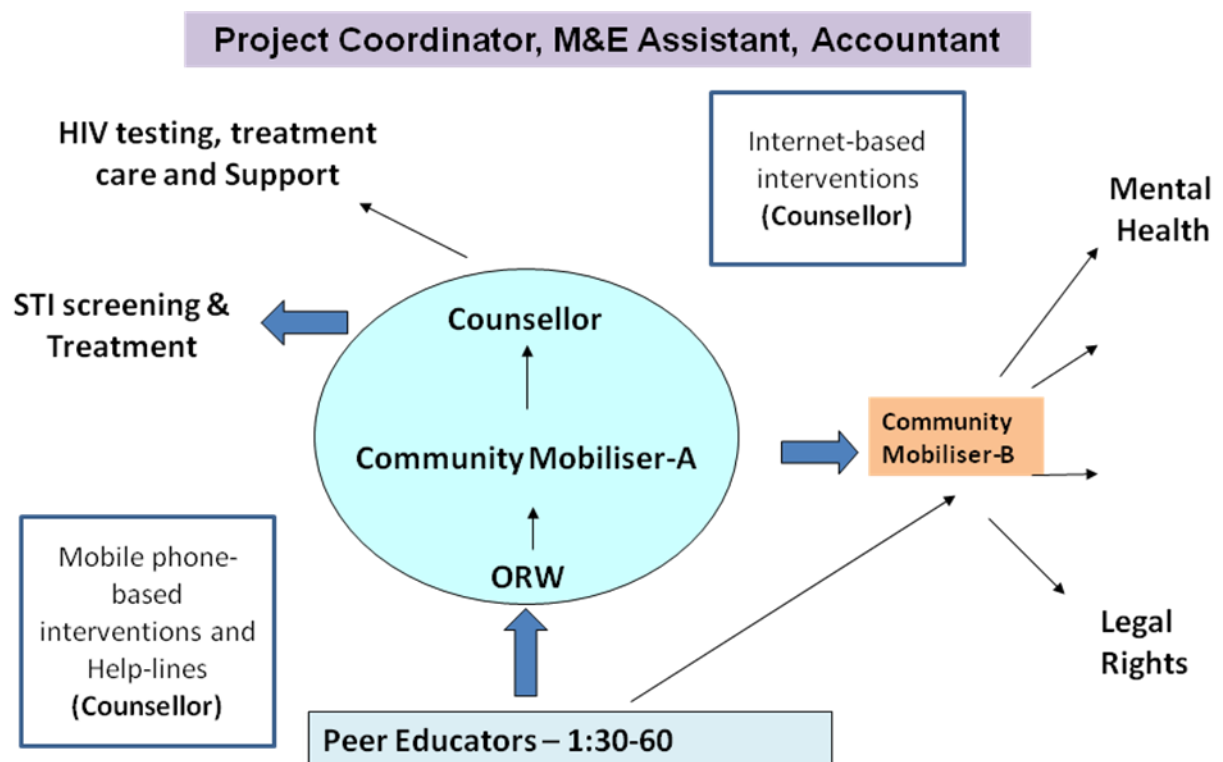 Project Coordinator, M&E Assistant, Accountant
HIV testing, treatment
care and Support
Internet-based
interventions
(Counsellor)
Mental
Health
STI screening &
Treatment
Counsellor
Community Mobiliser-A
ORW
Community
Mobiliser-B
Mobile phone-
based
interventions and
Help-lines
(Counsellor)
Legal
Rights
Peer Educators – 1:30-60